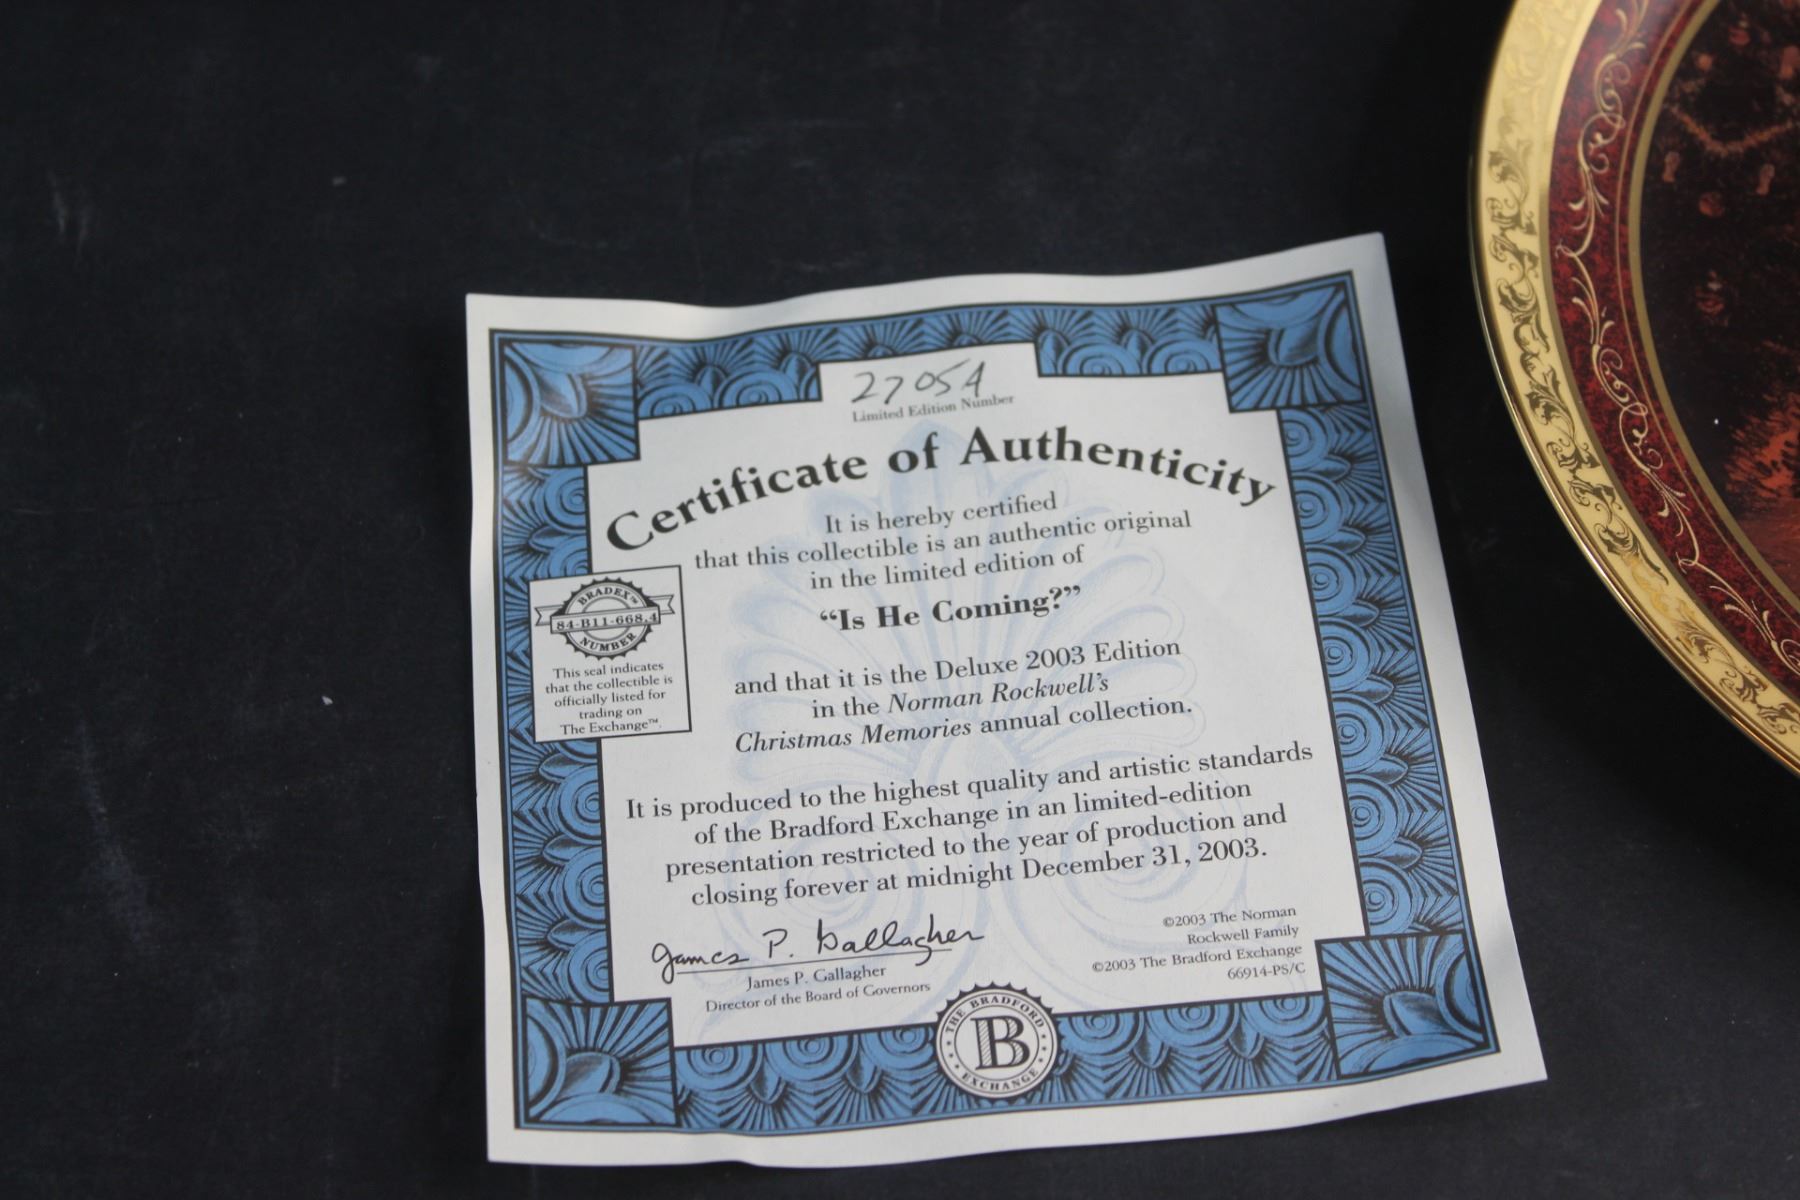 2705A
Limited Edition Number
Certificate of Authenticity
It is hereby certified
that this collectible is an authentic original
in the limited edition of
“Is He Coming?”
and that it is the Deluxe 2003 Edition
in the Norman Rockwell's
Christmas Memories annual collection.
BRADEX™
84-B11-668.4
NUMBER
This seal indicates
that the collectible is
officially listed for
trading on
The Exchange™.
It is produced to the highest quality and artistic standards
of the Bradford Exchange in an limited-edition
presentation restricted to the year of production and
closing forever at midnight December 31, 2003.
James P. Gallagher
James P. Gallagher
Director of the Board of Governors
©2003 The Norman
Rockwell Family
©2003 The Bradford Exchange
66914-PS/C
THE BRADFORD
B
EXCHANGE